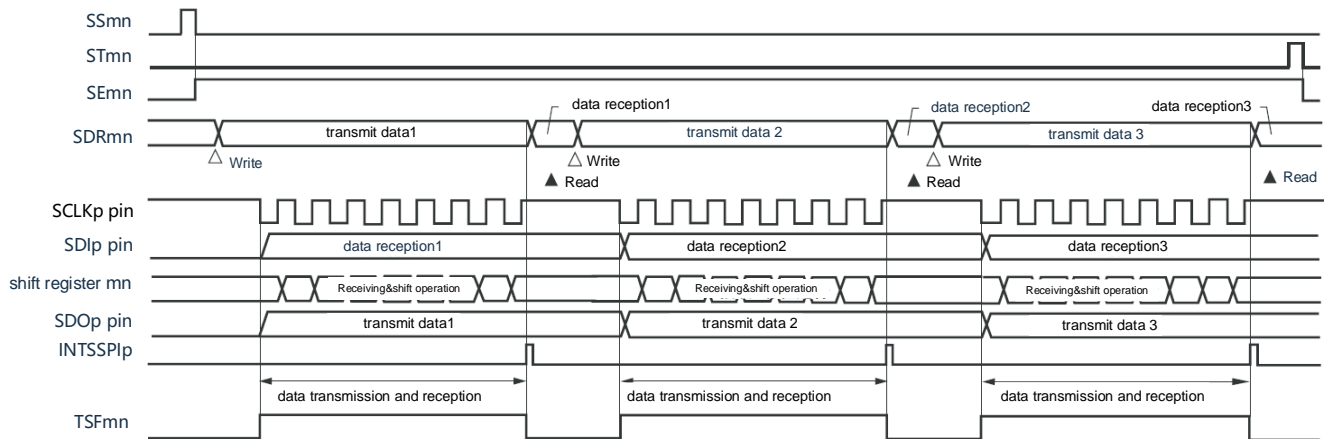 SSmn
STmn
SEmn
data reception1
data reception2
data reception3
SDRmn
transmit data1
transmit data 2
transmit data 3
△ Write
△ Write
△ Write
▲ Read
▲ Read
▲ Read
SCLKp pin
SDIp pin
data reception1
data reception2
data reception3
shift register mn
Receiving&shift operation
Receiving&shift operation
Receiving&shift operation
SDOp pin
transmit data1
transmit data 2
transmit data 3
INTSSPIp
data transmission and reception
data transmission and reception
data transmission and reception
TSFmn